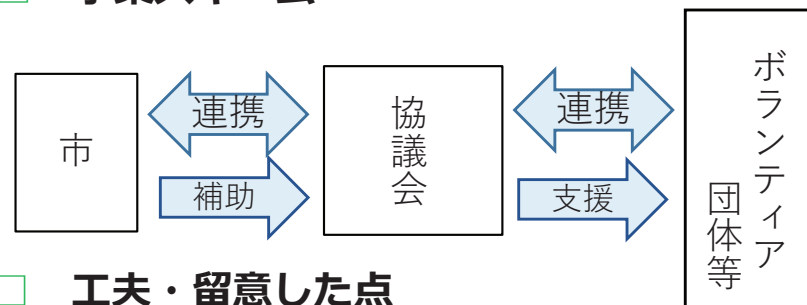 市
連携
補助
協議会
連携
支援
ボランティア
団体等
工夫・留意した点